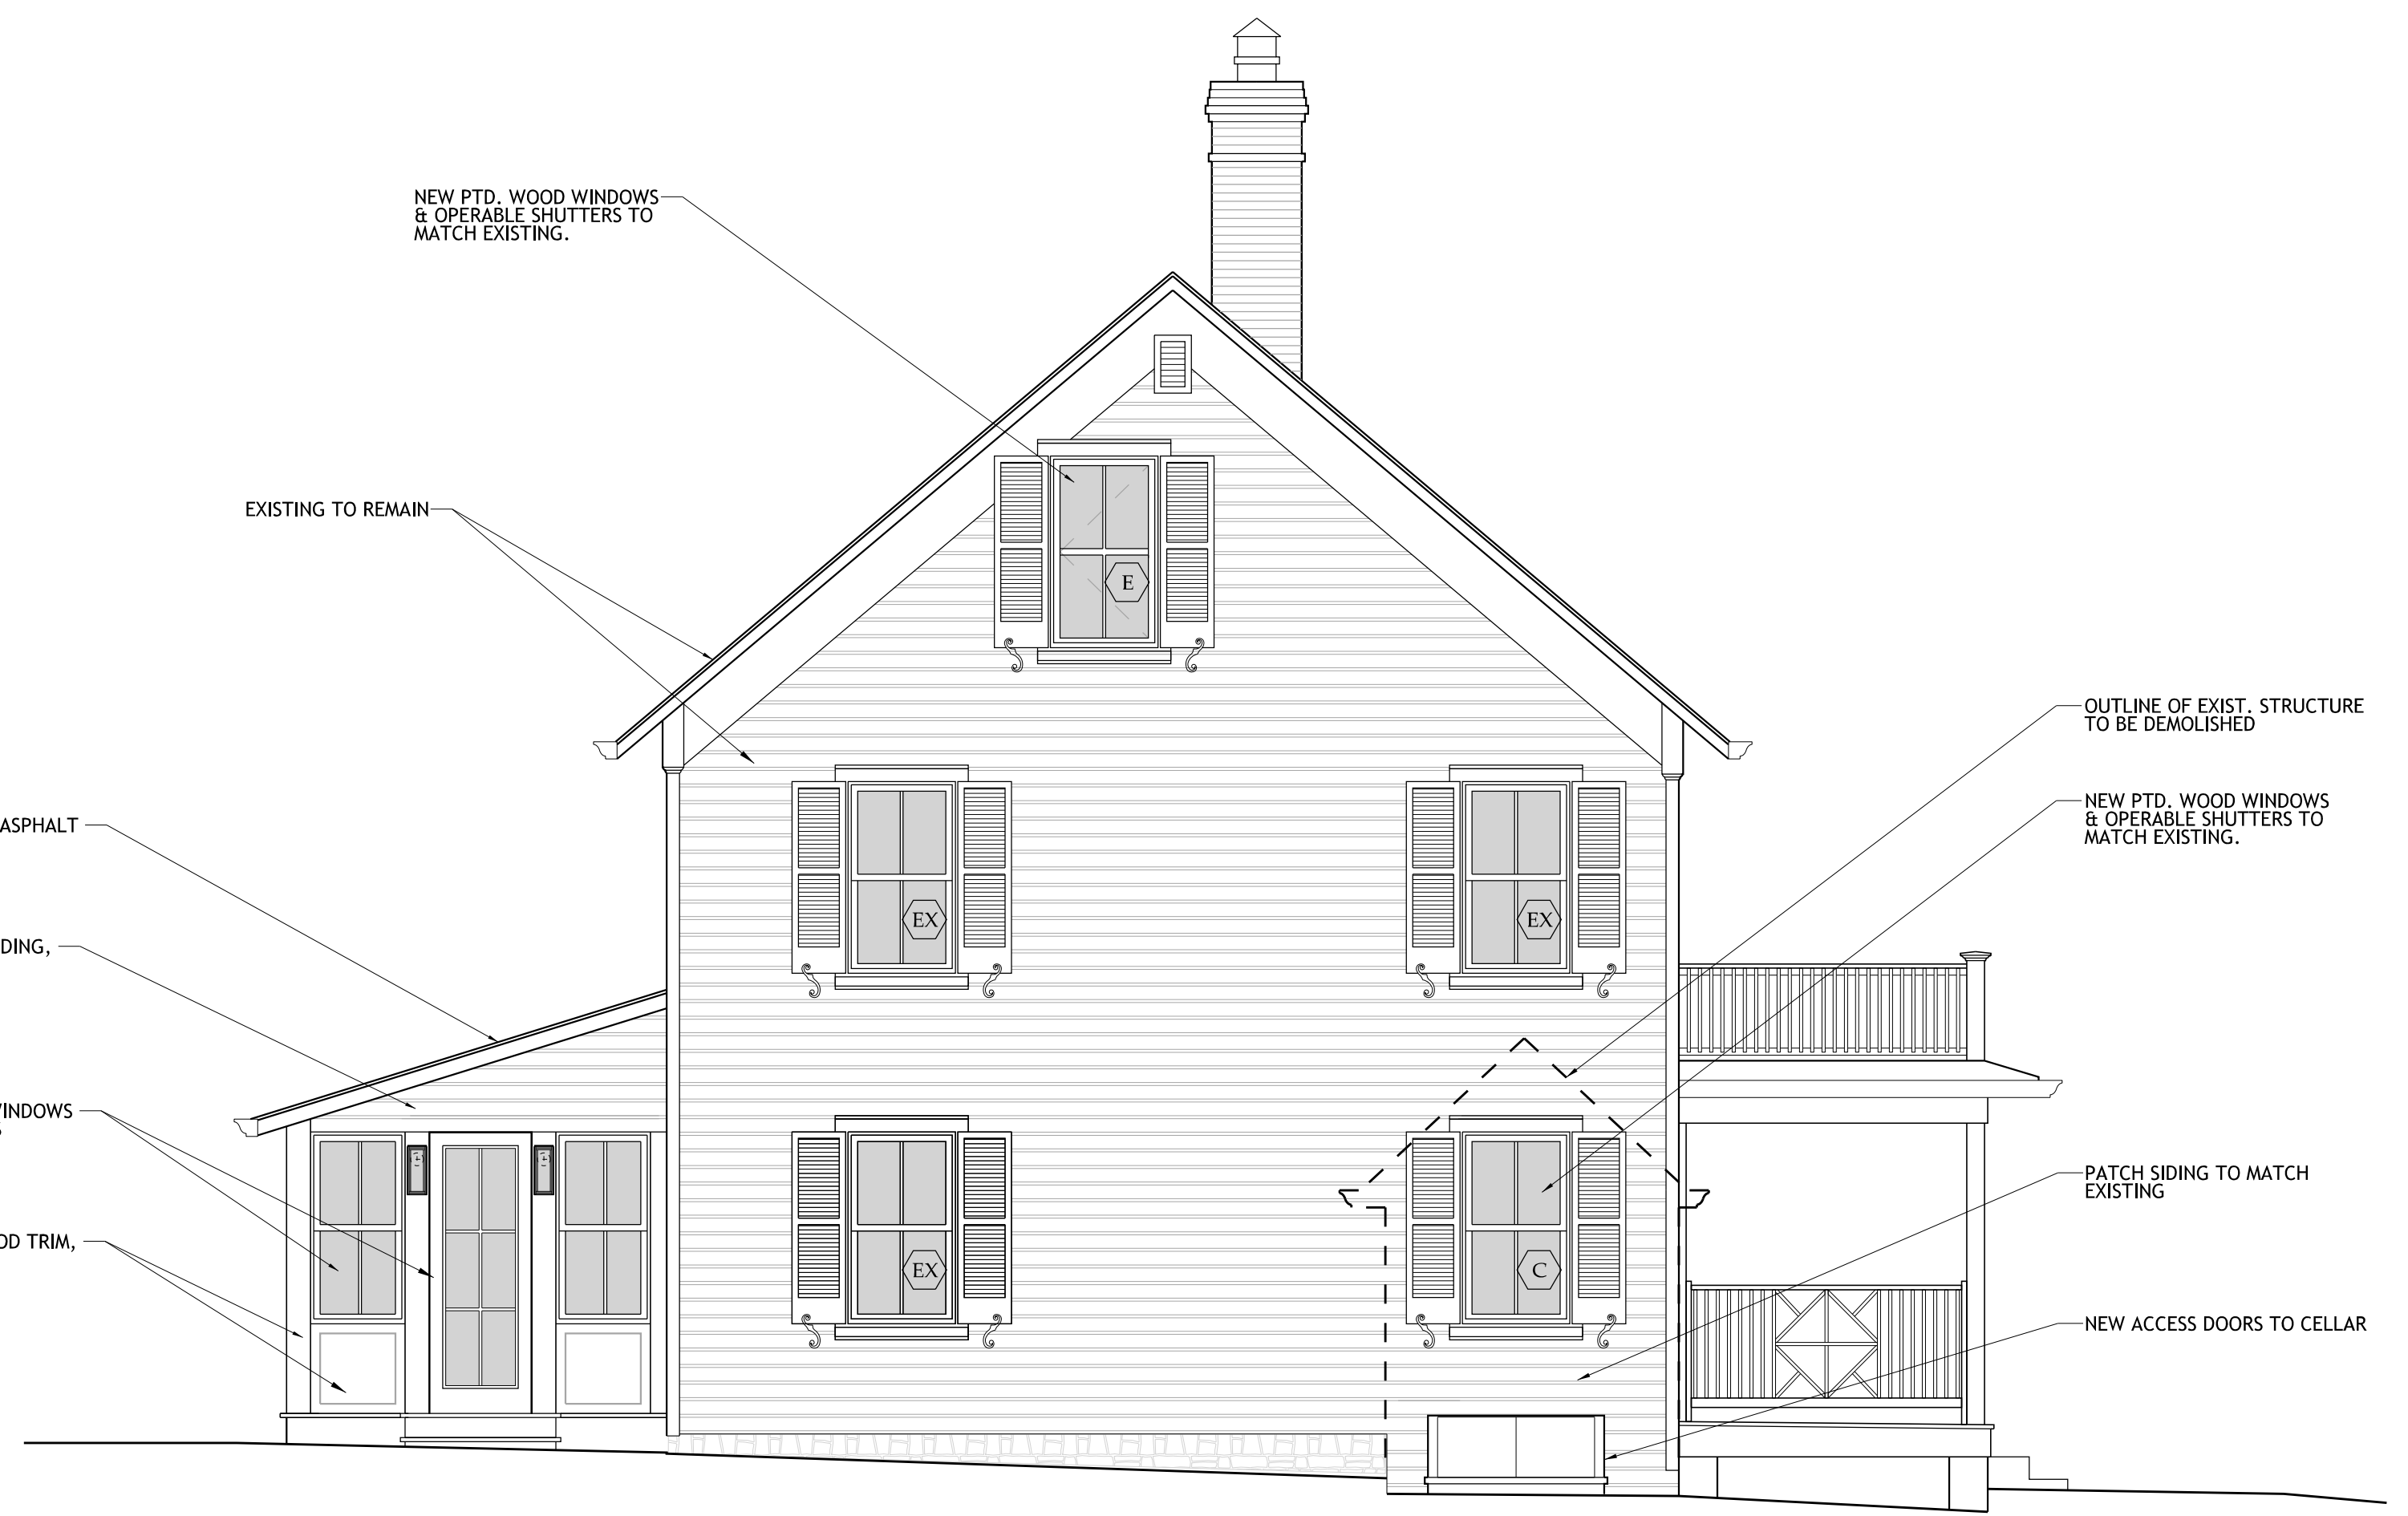 NEW PTD. WOOD WINDOWS
& OPERABLE SHUTTERS TO
MATCH EXISTING.
EXISTING TO REMAIN
E
OUTLINE OF EXIST. STRUCTURE
TO BE DEMOLISHED
NEW PTD. WOOD WINDOWS
& OPERABLE SHUTTERS TO
MATCH EXISTING.
ASPHALT
EX
EX
DING,
INDOWS
EX
C
PATCH SIDING TO MATCH
EXISTING
OD TRIM,
NEW ACCESS DOORS TO CELLAR